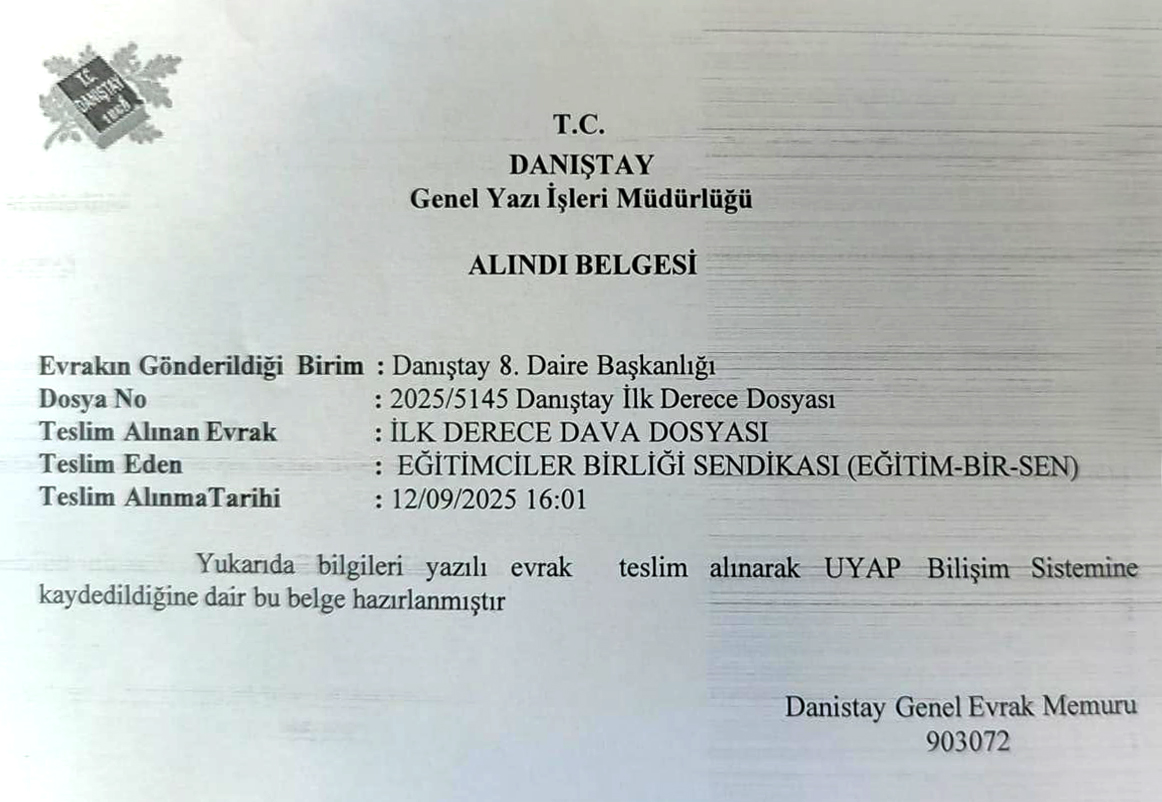 T.C.
DANIŞTAY
1868
T.C.
DANIŞTAY
Genel Yazı İşleri Müdürlüğü
ALINDI BELGESİ
Evrakın Gönderildiği Birim : Danıştay 8. Daire Başkanlığı
Dosya No : 2025/5145 Danıştay İlk Derece Dosyası
Teslim Alınan Evrak : İLK DERECE DAVA DOSYASI
Teslim Eden : EĞİTİMCİLER BİRLİĞİ SENDİKASI (EĞİTİM-BİR-SEN)
Teslim AlınmaTarihi : 12/09/2025 16:01
Yukarıda bilgileri yazılı evrak teslim alınarak UYAP Bilişim Sistemine
kaydedildiğine dair bu belge hazırlanmıştır
Danistay Genel Evrak Memuru
903072